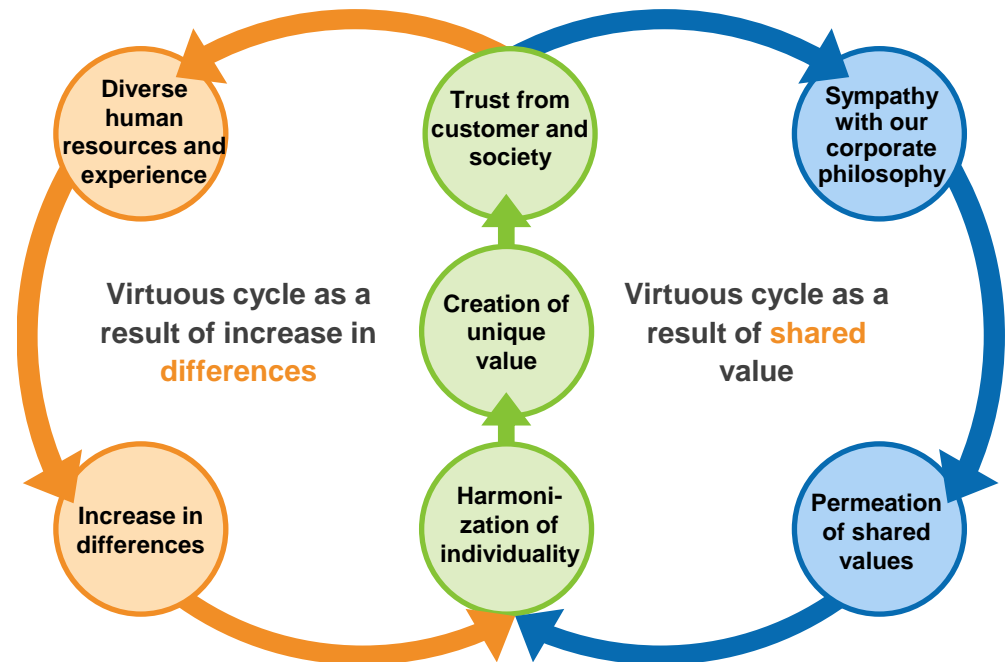 Diverse
human
resources and
experience
Trust from
customer and
society
Sympathy
with our
corporate
philosophy
Virtuous cycle as a
result of increase in
differences
Creation of
unique
value
Virtuous cycle as a
result of shared
value
Increase in
differences
Harmoni-
zation of
individuality
Permeation
of shared
values